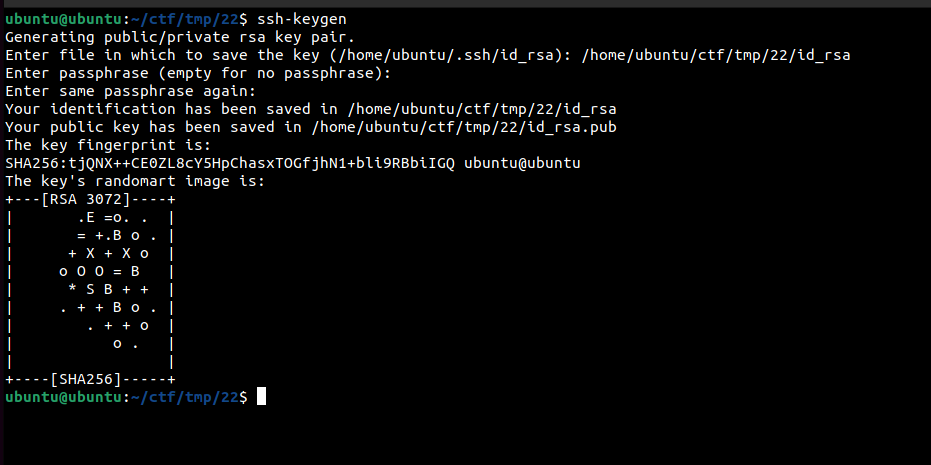 ubuntu@ubuntu:~/ctf/tmp/22$ ssh-keygen
Generating public/private rsa key pair.
Enter file in which to save the key (/home/ubuntu/.ssh/id_rsa): /home/ubuntu/ctf/tmp/22/id_rsa
Enter passphrase (empty for no passphrase):
Enter same passphrase again:
Your identification has been saved in /home/ubuntu/ctf/tmp/22/id_rsa
Your public key has been saved in /home/ubuntu/ctf/tmp/22/id_rsa.pub
The key fingerprint is:
SHA256:tjQNX++CE0ZL8cY5HpChasxTOGfjhN1+bli9RBbiIGQ ubuntu@ubuntu
The key's randomart image is:
+---[RSA 3072]----+
|       .E =o. .  |
|       = +.B o . |
|      + X + X o  |
|     o O O = B   |
|      * S B + +  |
|     . + + B o . |
|        . + + o  |
|           o .   |
|                 |
+----[SHA256]-----+
ubuntu@ubuntu:~/ctf/tmp/22$